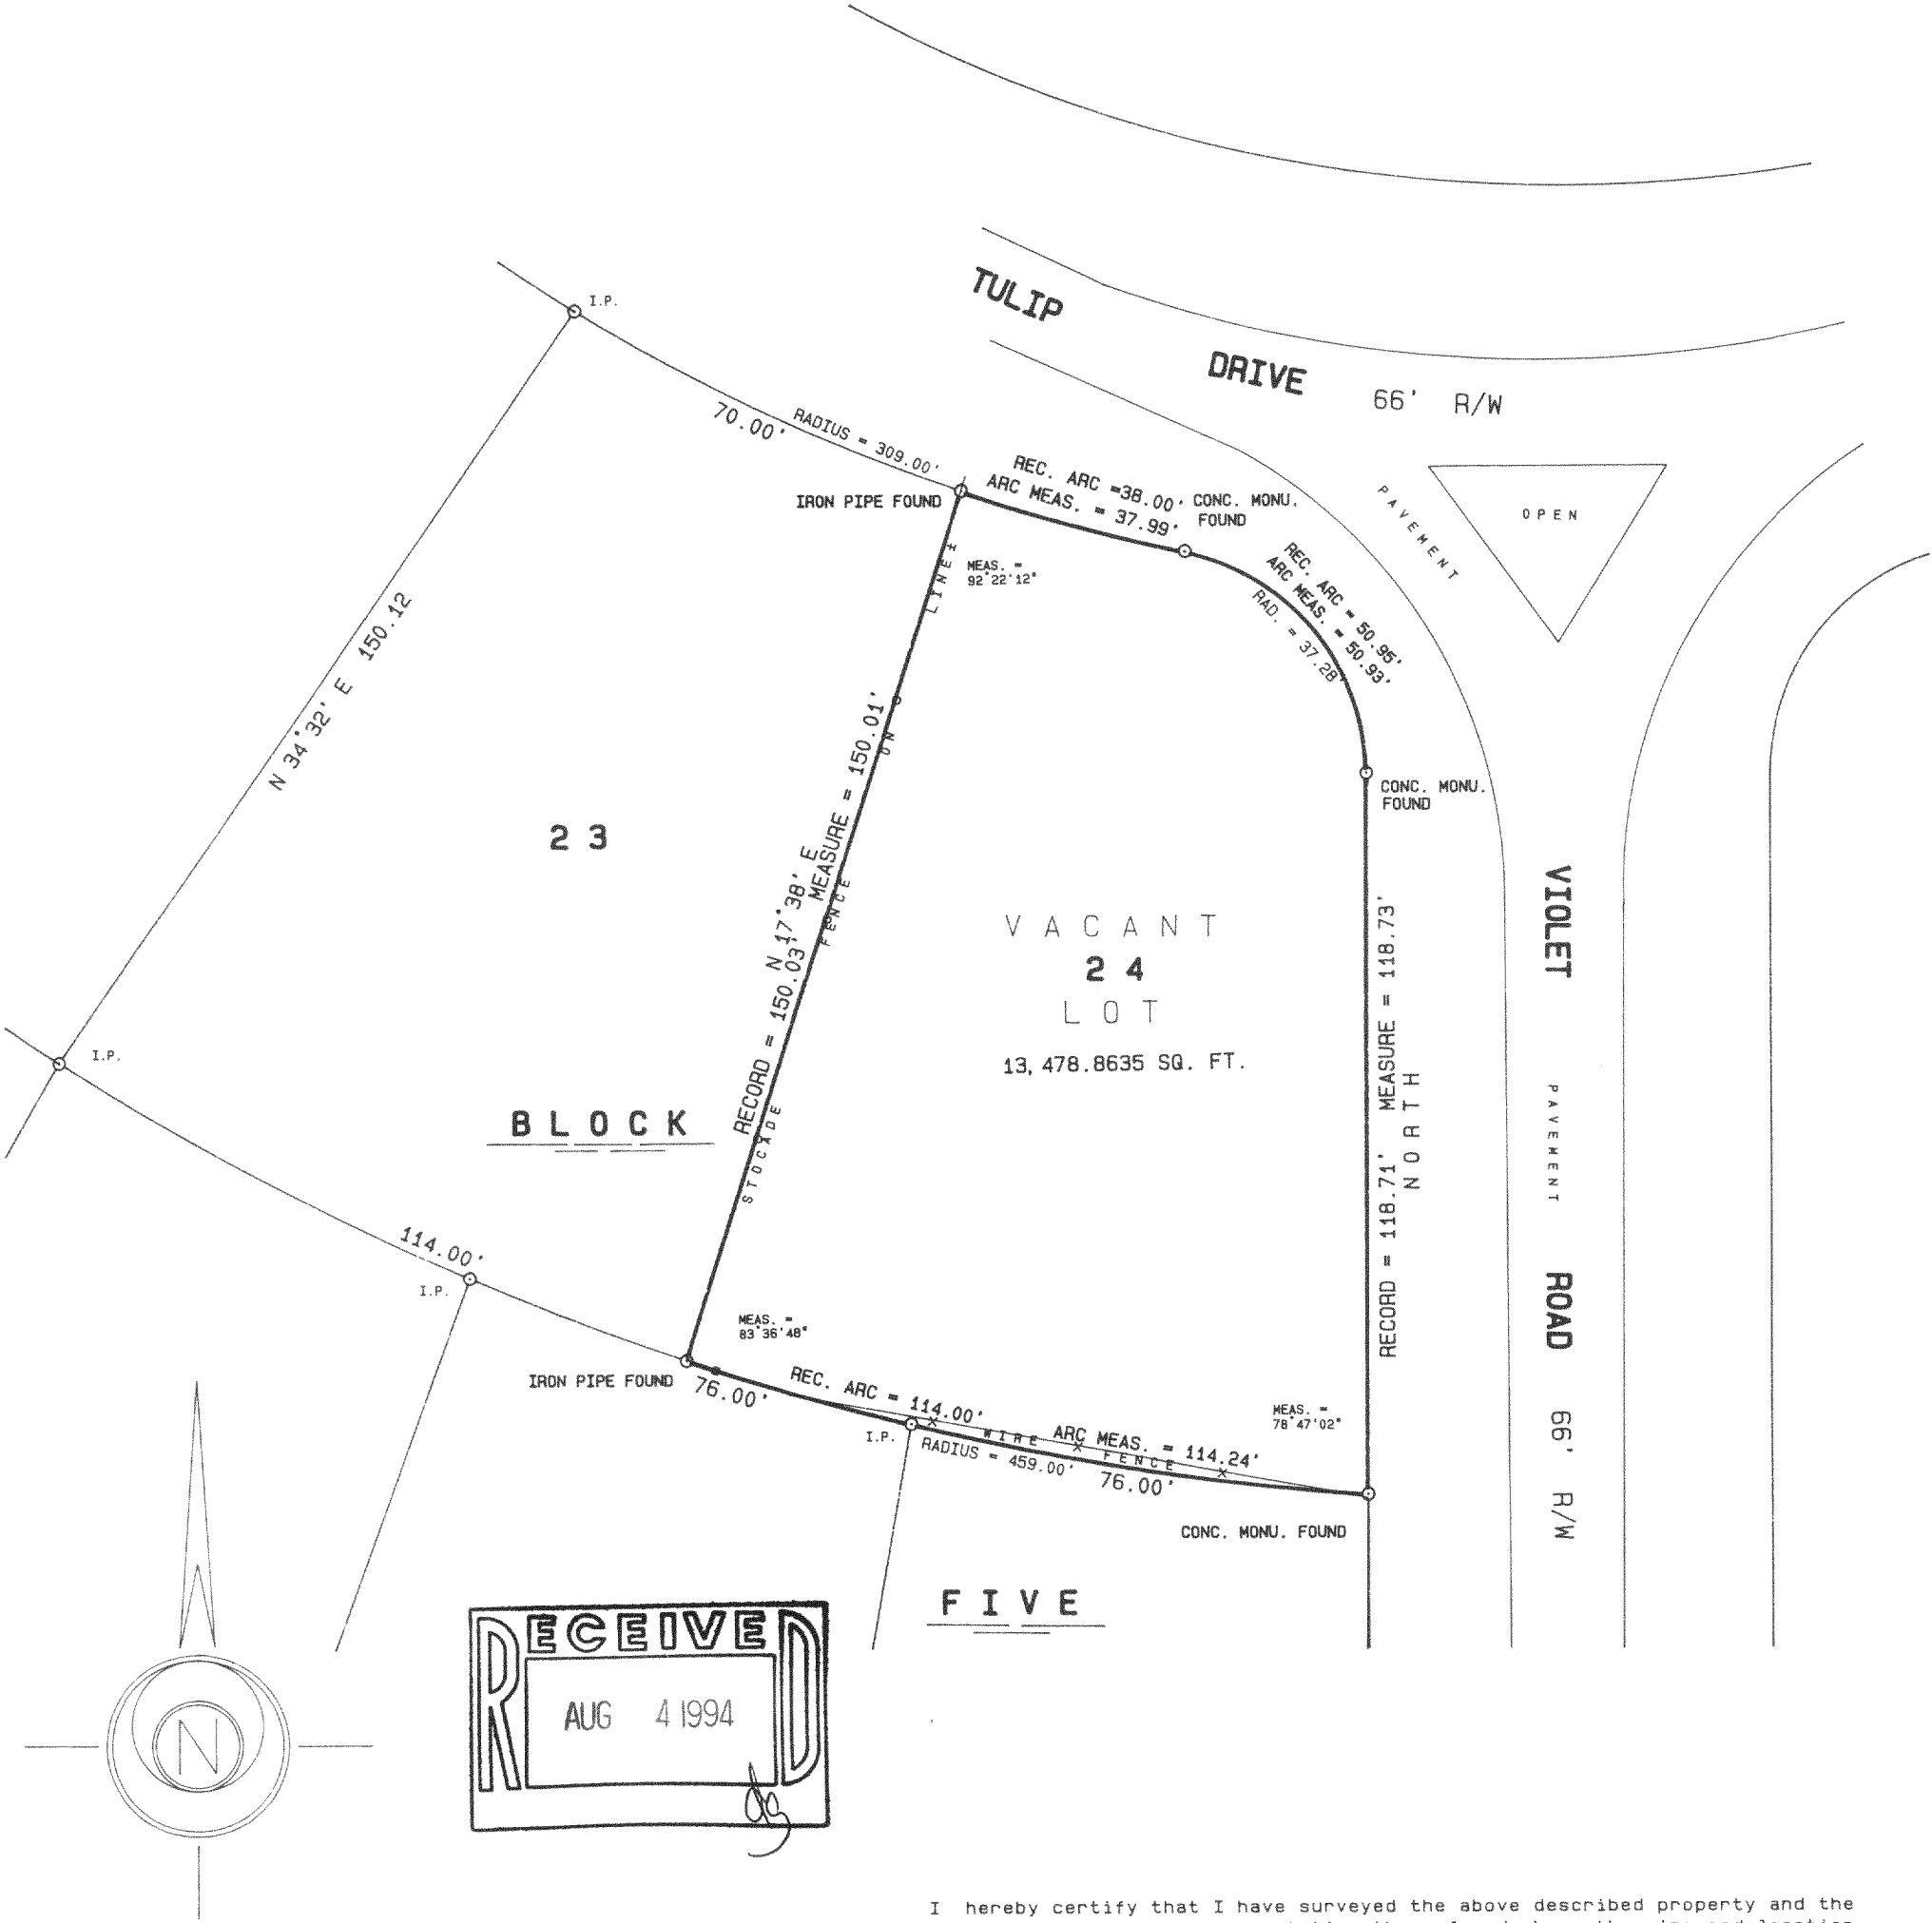 TULIP
DRIVE 66' R/W
I.P.
70.00'
RADIUS = 309.00'
IRON PIPE FOUND
REC. ARC =38.00'
ARC MEAS. = 37.99'
CONC. MONU.
FOUND
PAVEMENT
OPEN
MEAS. =
92°22'12"
REC. ARC = 50.95'
ARC MEAS. = 50.93'
RAD. = 37.28'
N 34°32' E 150.12
CONC. MONU.
FOUND
23
N 17°38' E
RECORD = 150.03' MEASURE = 150.01'
STOCADE FENCE ON LINE±
VACANT
24
LOT
13,478.8635 SQ. FT.
RECORD = 118.71' MEASURE = 118.73'
NORTH
VIOLET ROAD 66' R/W
PAVEMENT
I.P.
BLOCK
114.00'
I.P.
MEAS. =
83°36'48"
IRON PIPE FOUND
76.00'
REC. ARC = 114.00'
ARC MEAS. = 114.24'
WIRE FENCE
I.P.
RADIUS = 459.00'
76.00'
MEAS. =
78°47'02"
CONC. MONU. FOUND
FIVE
RECEIVED
AUG 4 1994
N
I hereby certify that I have surveyed the above described property and the